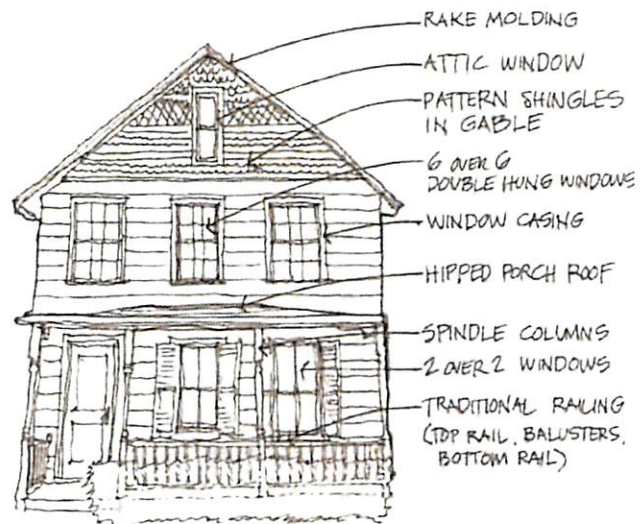 RAKE MOLDING
ATTIC WINDOW
PATTERN SHINGLES
IN GABLE
6 OVER 6
DOUBLE HUNG WINDOWS
WINDOW CASING
HIPPED PORCH ROOF
SPINDLE COLUMNS
2 OVER 2 WINDOWS
TRADITIONAL RAILING
(TOP RAIL, BALUSTERS,
BOTTOM RAIL)